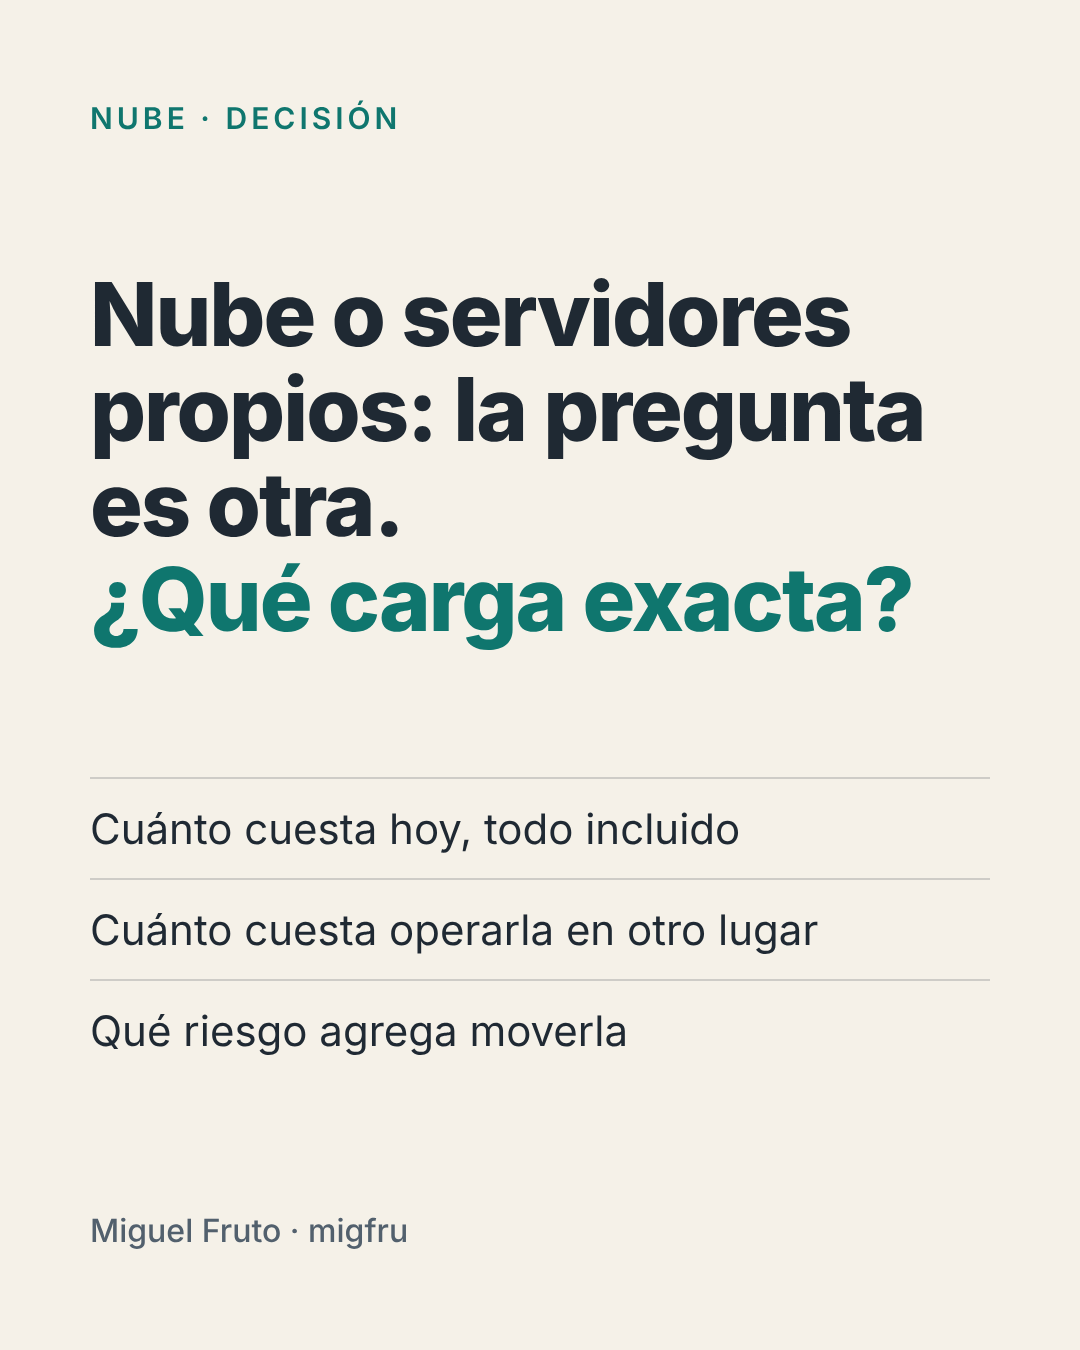 NUBE · DECISIÓN
Nube o servidores
propios: la pregunta
es otra.
¿Qué carga exacta?
Cuánto cuesta hoy, todo incluido
Cuánto cuesta operarla en otro lugar
Qué riesgo agrega moverla
Miguel Fruto · migfru